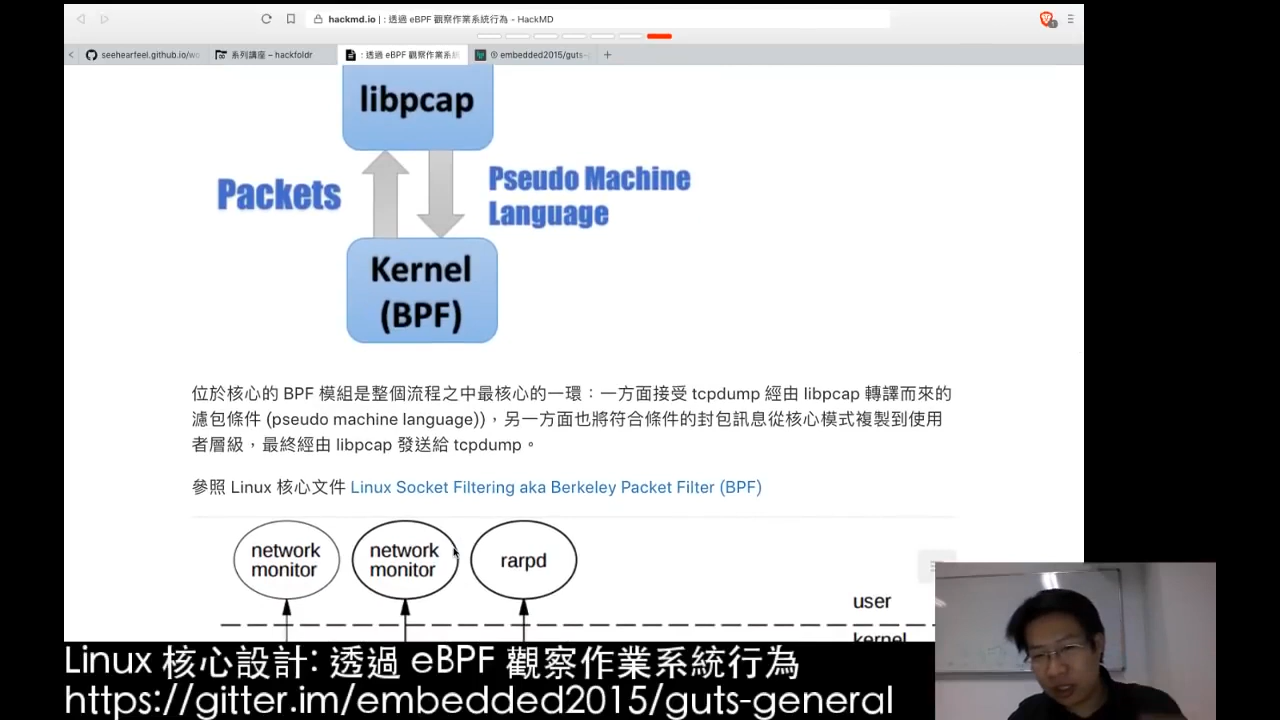 hackmd.io | : 透過 eBPF 觀察作業系統行為 - HackMD
seehearfeel.github.io/wo
系列講座 – hackfoldr
: 透過 eBPF 觀察作業系統
embedded2015/guts-
libpcap
Packets
Pseudo Machine
Language
Kernel
(BPF)
位於核心的 BPF 模組是整個流程之中最核心的一環：一方面接受 tcpdump 經由 libpcap 轉譯而來的
濾包條件 (pseudo machine language))，另一方面也將符合條件的封包訊息從核心模式複製到使用
者層級，最終經由 libpcap 發送給 tcpdump。
參照 Linux 核心文件 Linux Socket Filtering aka Berkeley Packet Filter (BPF)
network
monitor
network
monitor
rarpd
user
kernel
Linux 核心設計: 透過 eBPF 觀察作業系統行為
https://gitter.im/embedded2015/guts-general